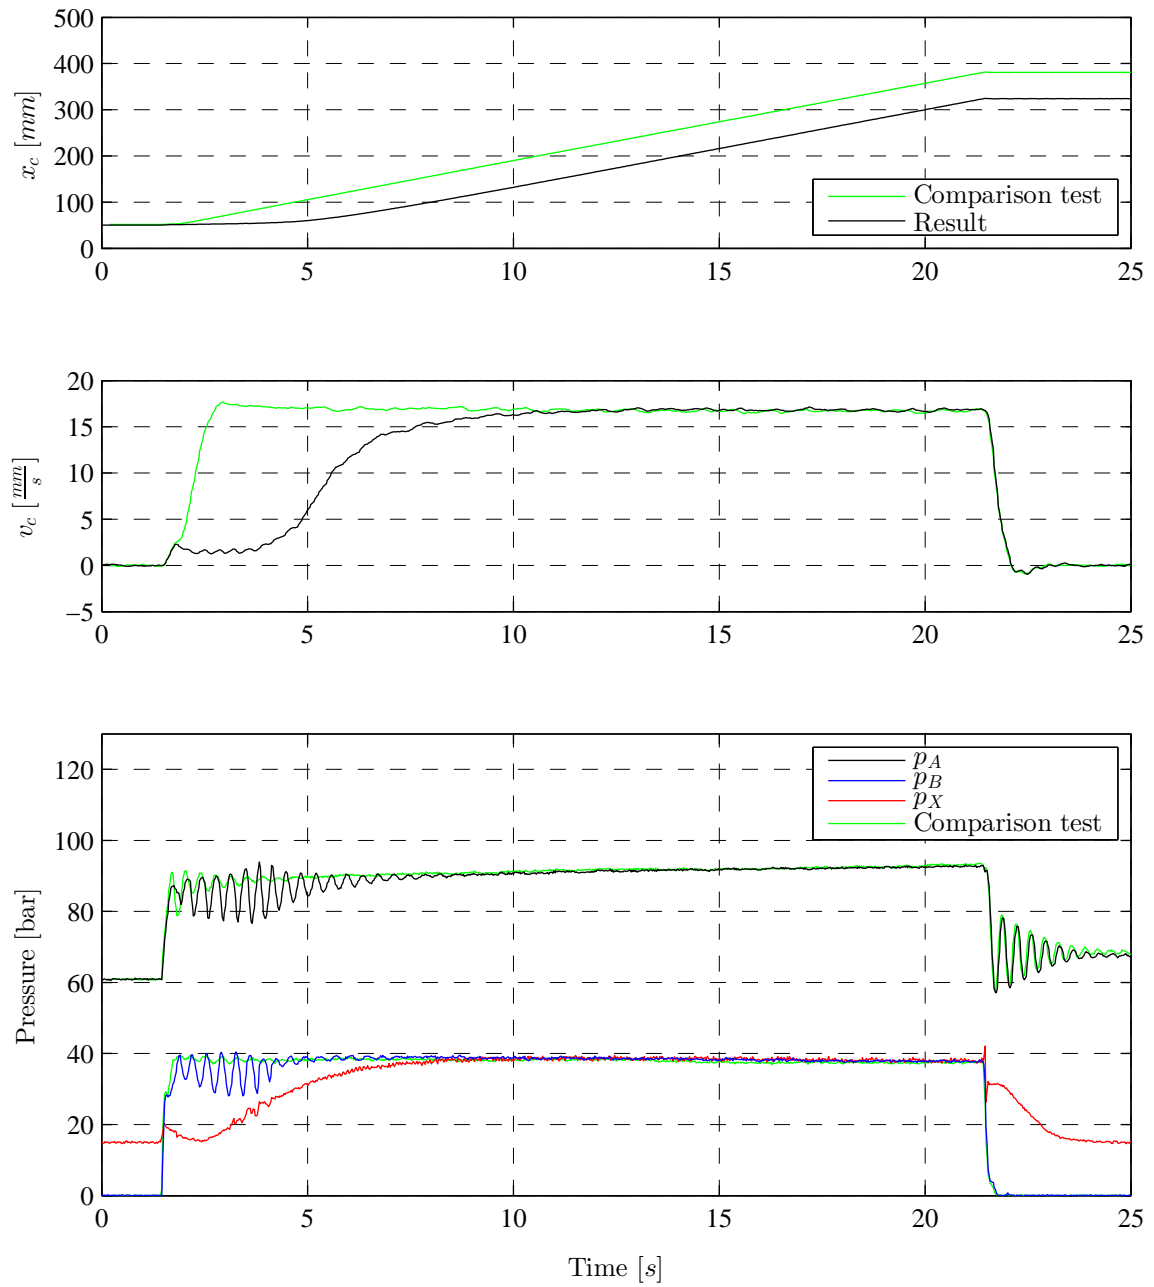 500
400
300
200
100
0
x_c [mm]
Comparison test
Result
0 5 10 15 20 25
20
15
10
5
0
−5
v_c [mm/s]
0 5 10 15 20 25
120
100
80
60
40
20
0
Pressure [bar]
p_A
p_B
p_X
Comparison test
0 5 10 15 20 25
Time [s]